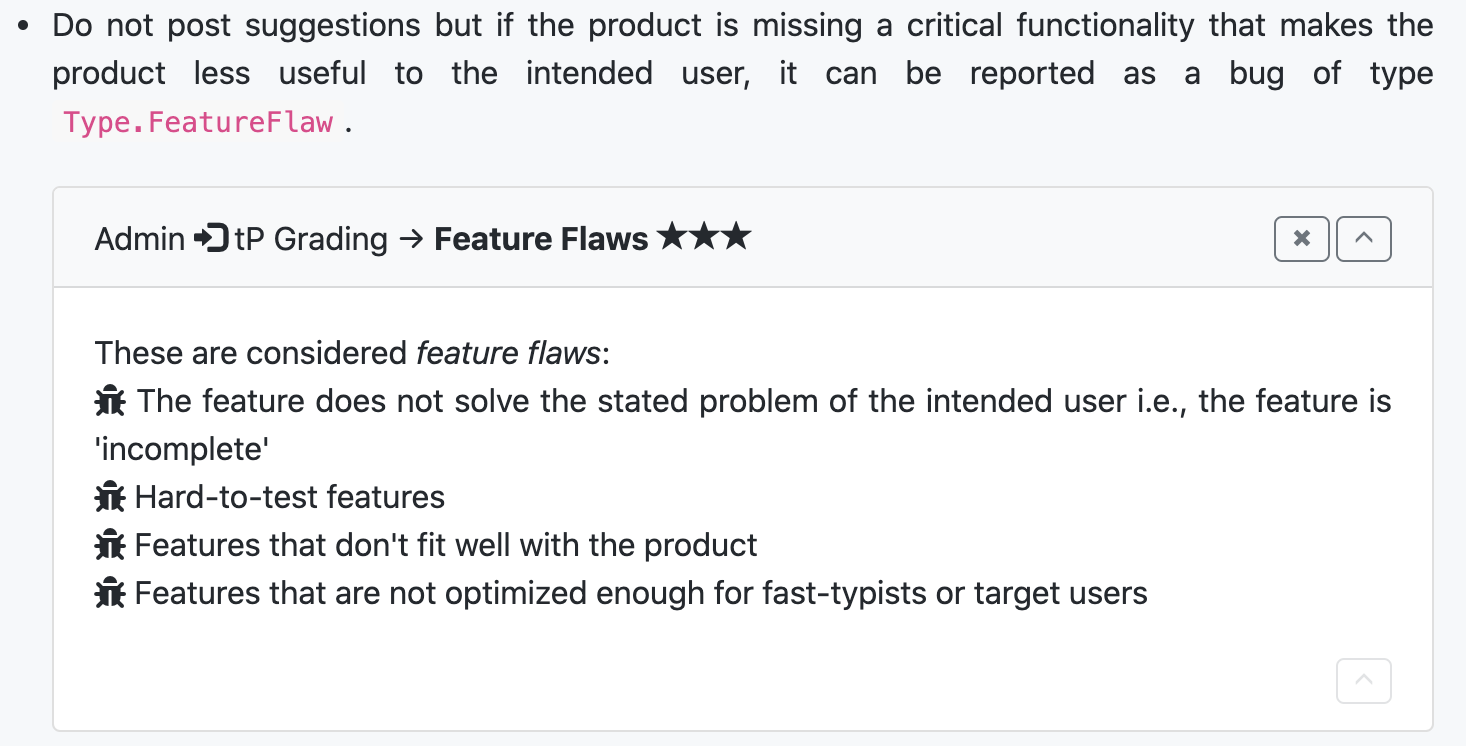 • Do not post suggestions but if the product is missing a critical functionality that makes the
product less useful to the intended user, it can be reported as a bug of type
Type.FeatureFlaw .
Admin tP Grading → Feature Flaws ★★★
These are considered feature flaws:
The feature does not solve the stated problem of the intended user i.e., the feature is
'incomplete'
Hard-to-test features
Features that don't fit well with the product
Features that are not optimized enough for fast-typists or target users